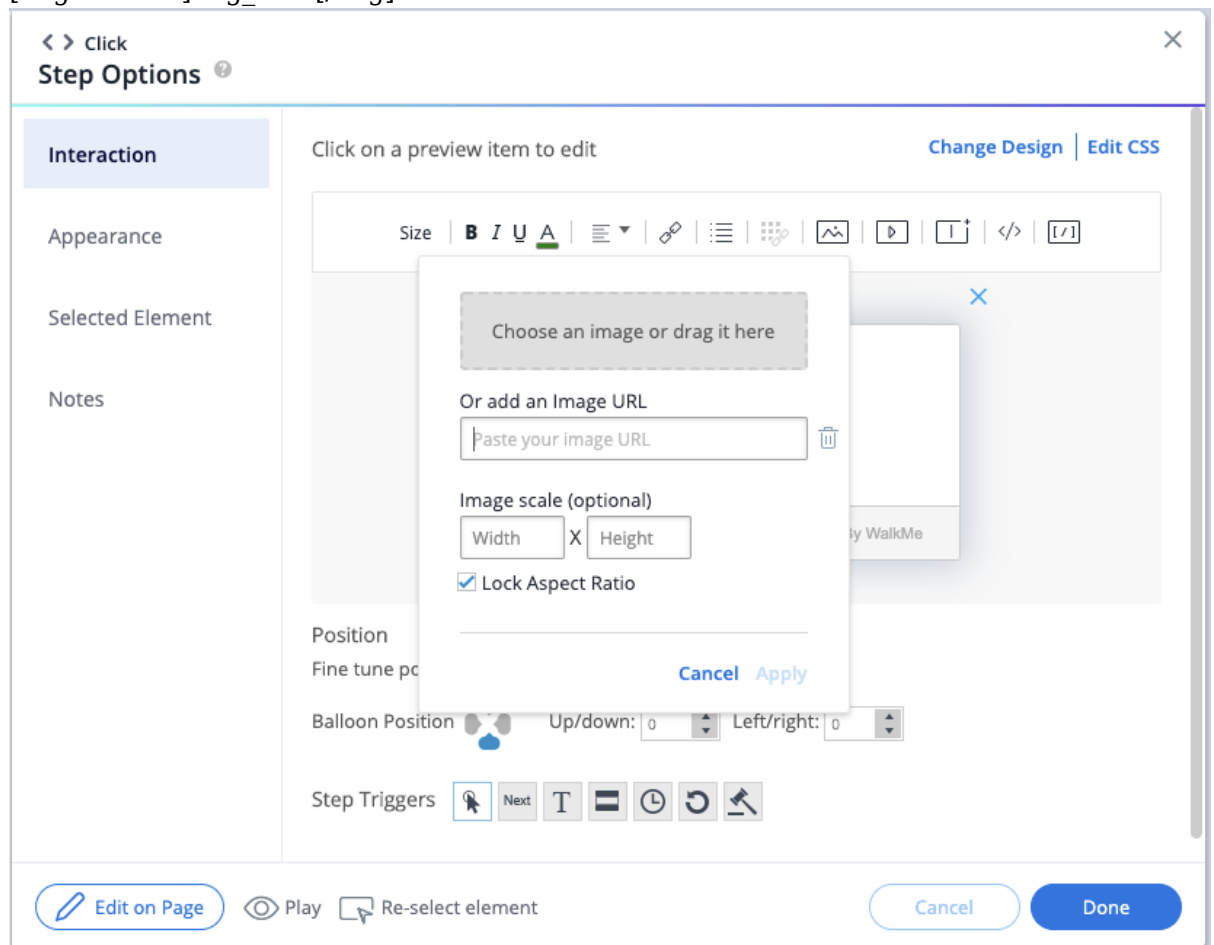 Click
Step Options
Interaction
Appearance
Selected Element
Notes
Click on a preview item to edit
Change Design | Edit CSS
Size B I U A
Choose an image or drag it here
Or add an Image URL
Paste your image URL
Image scale (optional)
Width X Height
Lock Aspect Ratio
Cancel Apply
By WalkMe
Position
Fine tune po
Balloon Position Up/down: 0 Left/right: 0
Step Triggers Next T
Edit on Page Play Re-select element Cancel Done